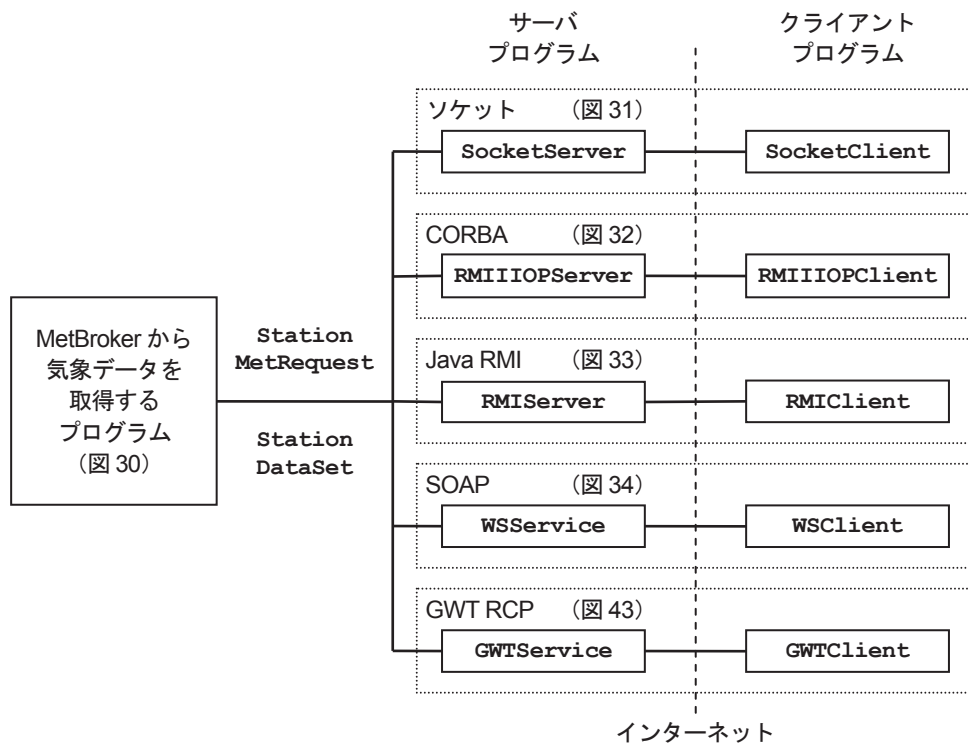 サーバ
プログラム
クライアント
プログラム
ソケット （図 31）
SocketServer
SocketClient
CORBA （図 32）
RMIIIOPServer
RMIIIOPClient
MetBroker から
気象データを
取得する
プログラム
（図 30）
Station
MetRequest
Station
DataSet
Java RMI （図 33）
RMIServer
RMIClient
SOAP （図 34）
WSService
WSClient
GWT RCP （図 43）
GWTService
GWTClient
インターネット